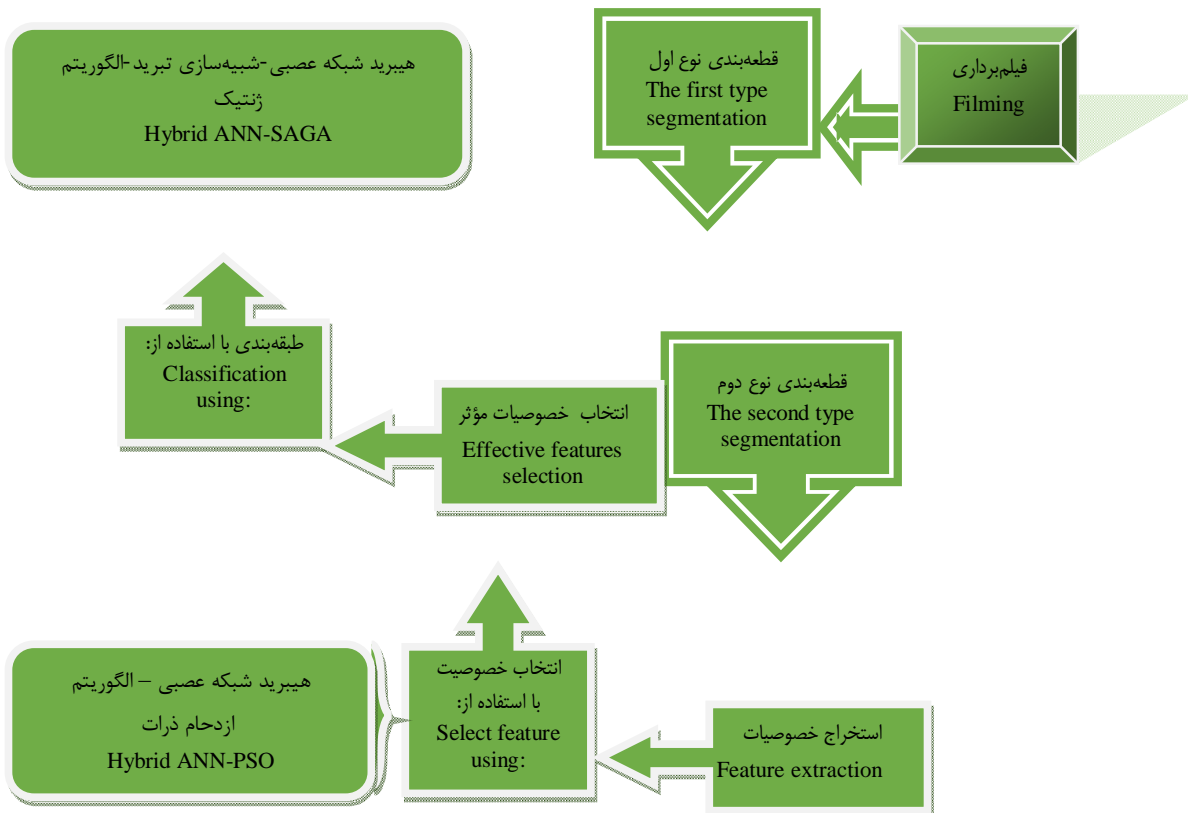 فیلم‌برداری
Filming
قطعه‌بندی نوع اول
The first type
segmentation
قطعه‌بندی نوع دوم
The second type
segmentation
استخراج خصوصیات
Feature extraction
انتخاب خصوصیت
با استفاده از:
Select feature
using:
هیبرید شبکه عصبی – الگوریتم
ازدحام ذرات
Hybrid ANN-PSO
انتخاب خصوصیات مؤثر
Effective features
selection
طبقه‌بندی با استفاده از:
Classification
using:
هیبرید شبکه عصبی-شبیه‌سازی تبرید-الگوریتم
ژنتیک
Hybrid ANN-SAGA